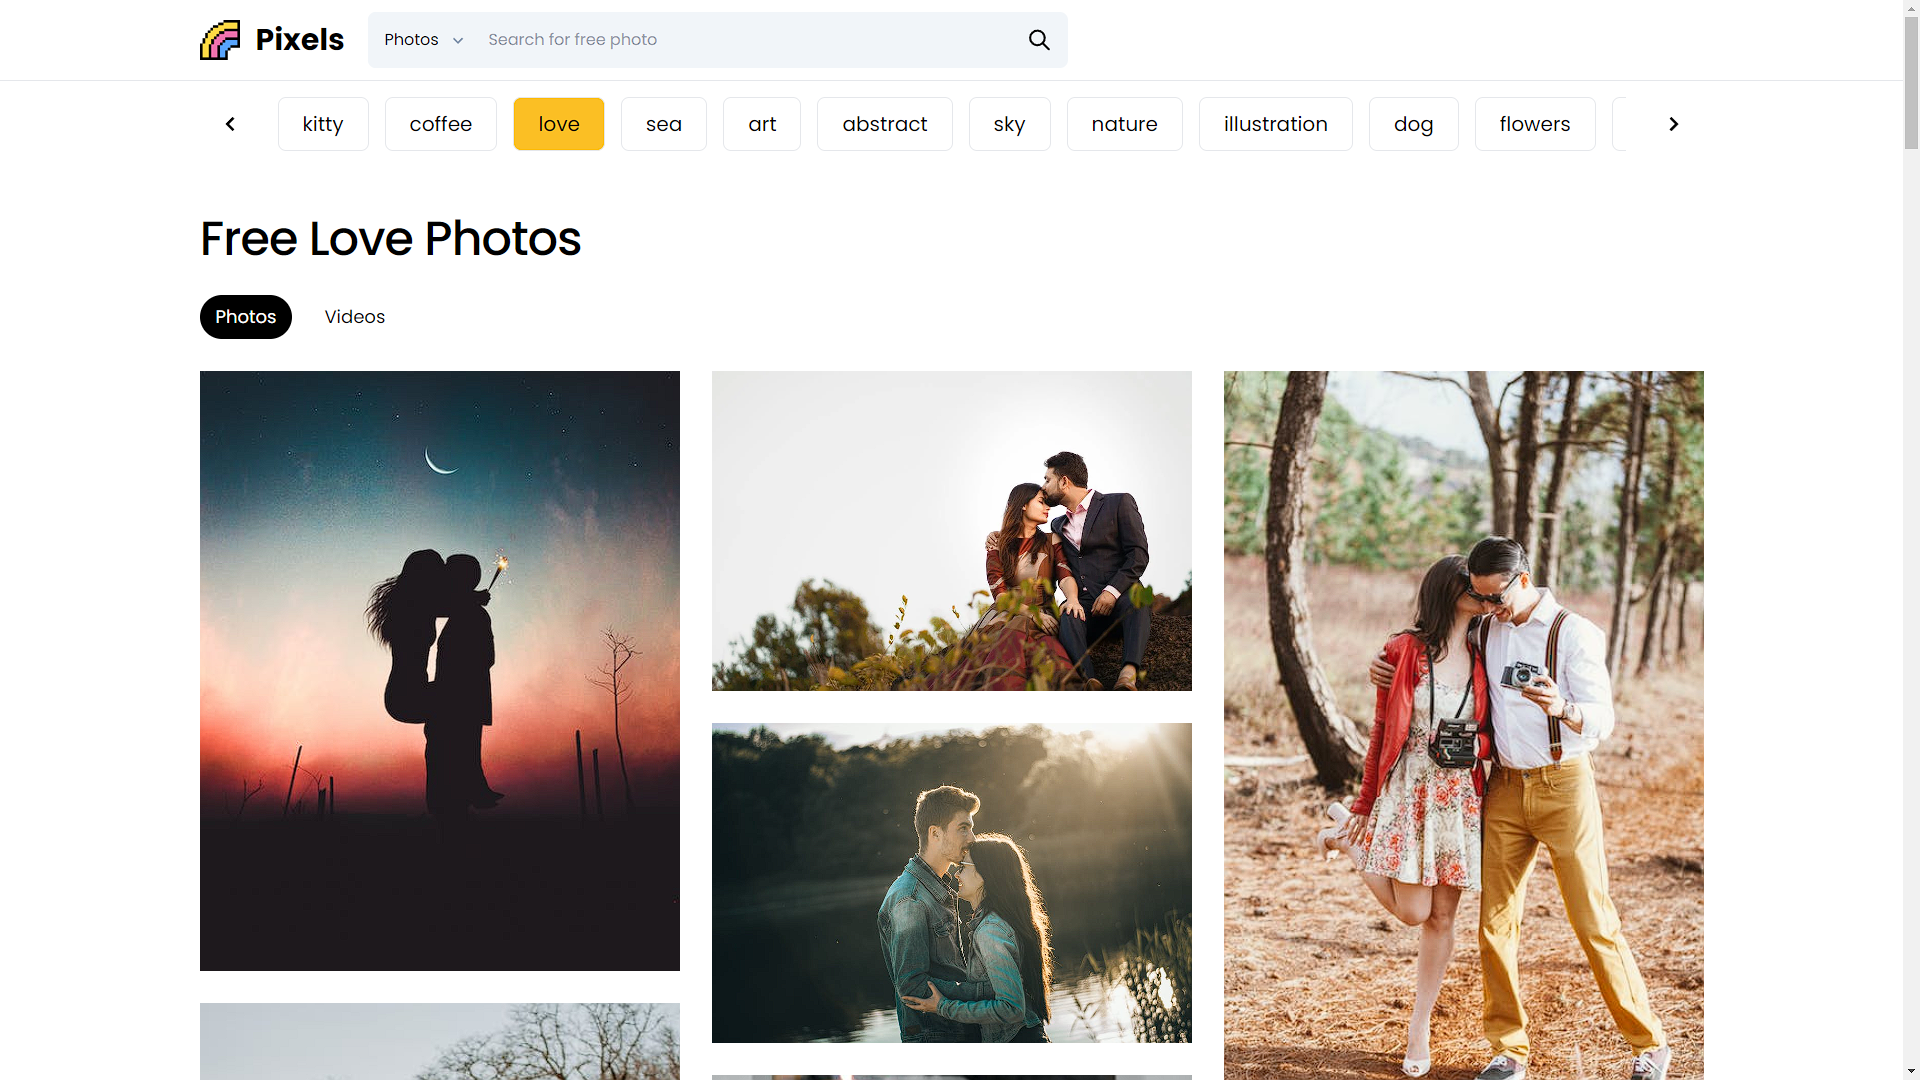 Pixels Photos Search for free photo
kitty coffee love sea art abstract sky nature illustration dog flowers
Free Love Photos
Photos Videos